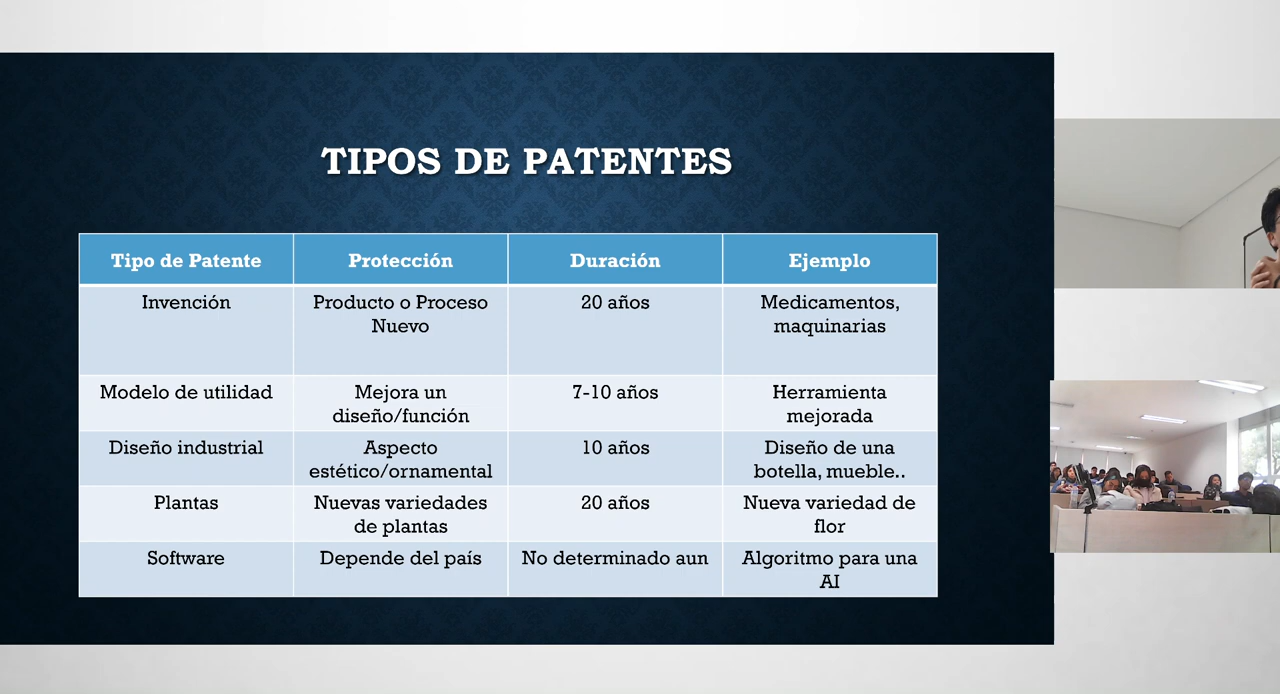 TIPOS DE PATENTES
Tipo de Patente
Protección
Duración
Ejemplo
Invención
Producto o Proceso
Nuevo
20 años
Medicamentos,
maquinarias
Modelo de utilidad
Mejora un
diseño/función
7-10 años
Herramienta
mejorada
Diseño industrial
Aspecto
estético/ornamental
10 años
Diseño de una
botella, mueble..
Plantas
Nuevas variedades
de plantas
20 años
Nueva variedad de
flor
Software
Depende del país
No determinado aun
Algoritmo para una
AI